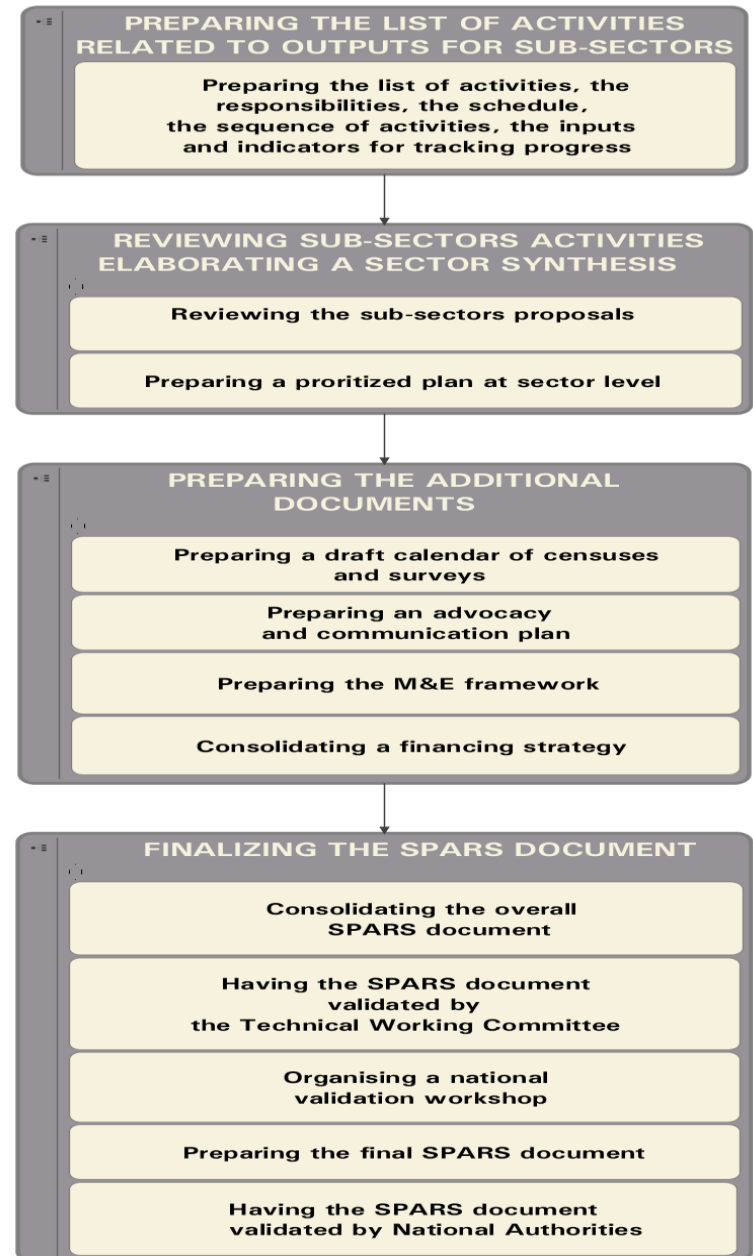 PREPARING THE LIST OF ACTIVITIES
RELATED TO OUTPUTS FOR SUB-SECTORS
Preparing the list of activities, the
responsibilities, the schedule,
the sequence of activities, the inputs
and indicators for tracking progress
REVIEWING SUB-SECTORS ACTIVITIES
ELABORATING A SECTOR SYNTHESIS
Reviewing the sub-sectors proposals
Preparing a proritized plan at sector level
PREPARING THE ADDITIONAL
DOCUMENTS
Preparing a draft calendar of censuses
and surveys
Preparing an advocacy
and communication plan
Preparing the M&E framework
Consolidating a financing strategy
FINALIZING THE SPARS DOCUMENT
Consolidating the overall
SPARS document
Having the SPARS document
validated by
the Technical Working Committee
Organising a national
validation workshop
Preparing the final SPARS document
Having the SPARS document
validated by National Authorities